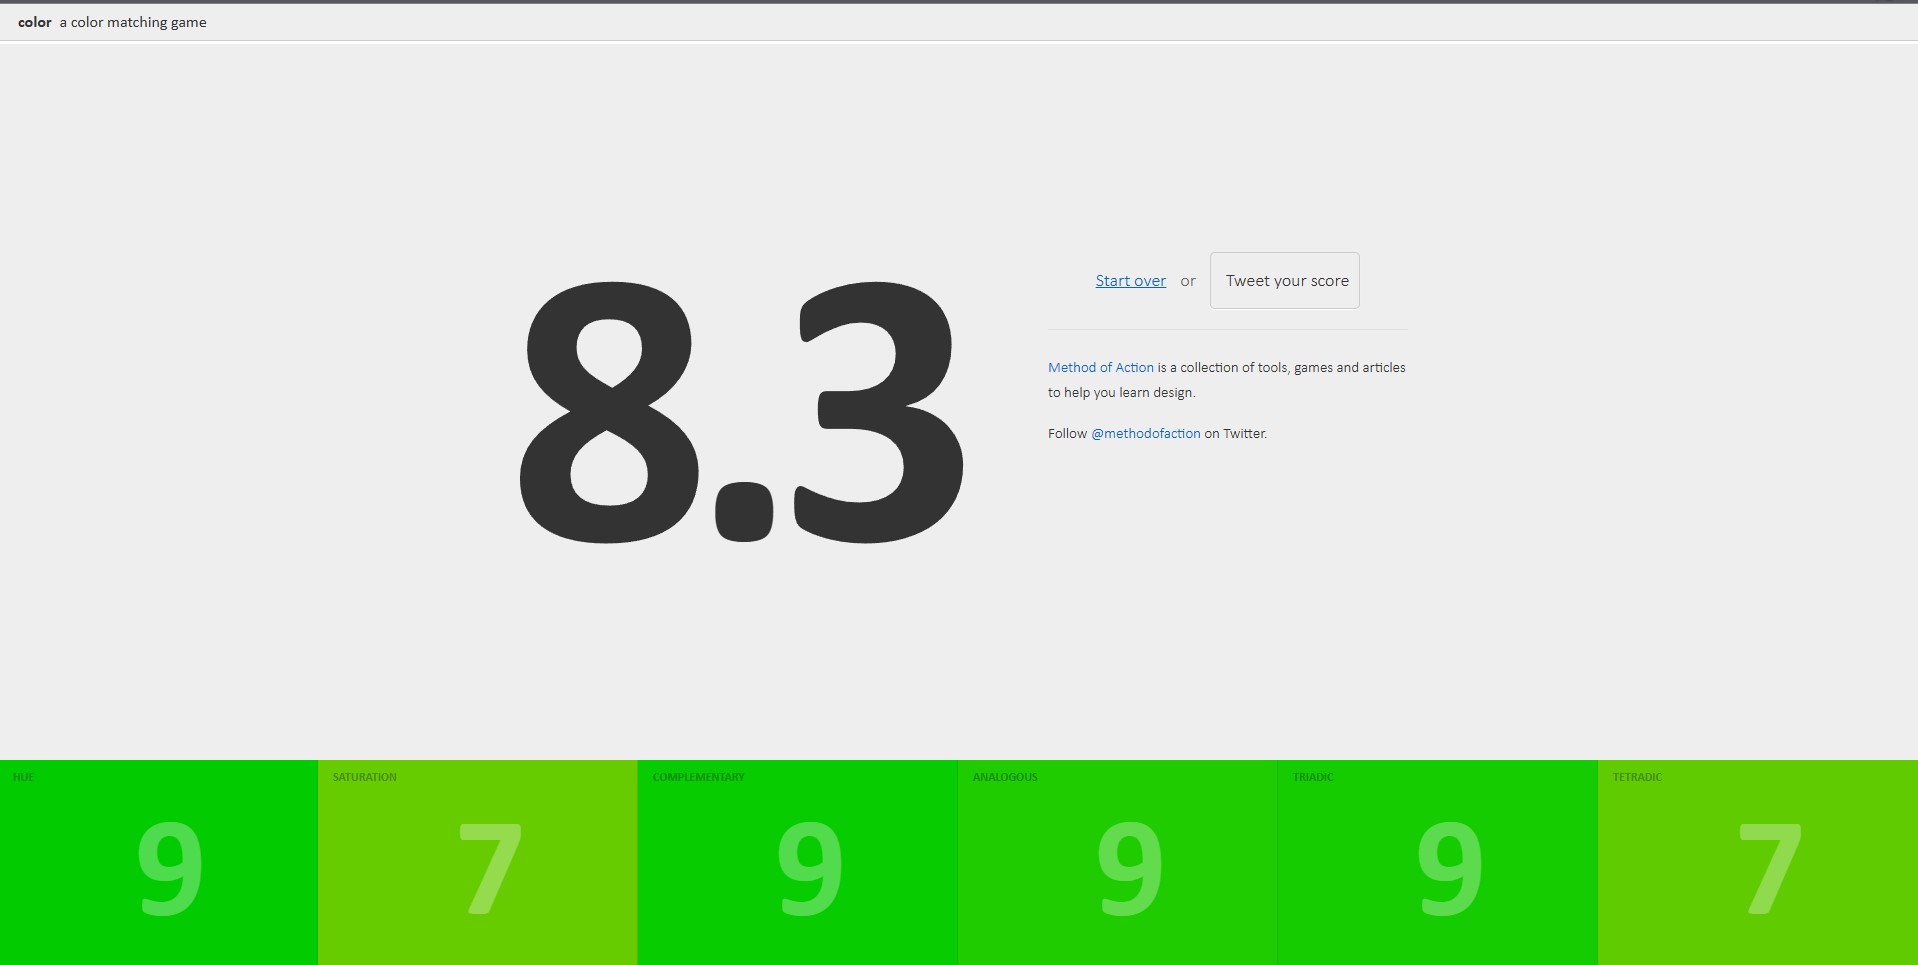 color a color matching game
8.3
Start over or Tweet your score
Method of Action is a collection of tools, games and articles
to help you learn design.
Follow @methodofaction on Twitter.
HUE
9
SATURATION
7
COMPLEMENTARY
9
ANALOGOUS
9
TRIADIC
9
TETRADIC
7